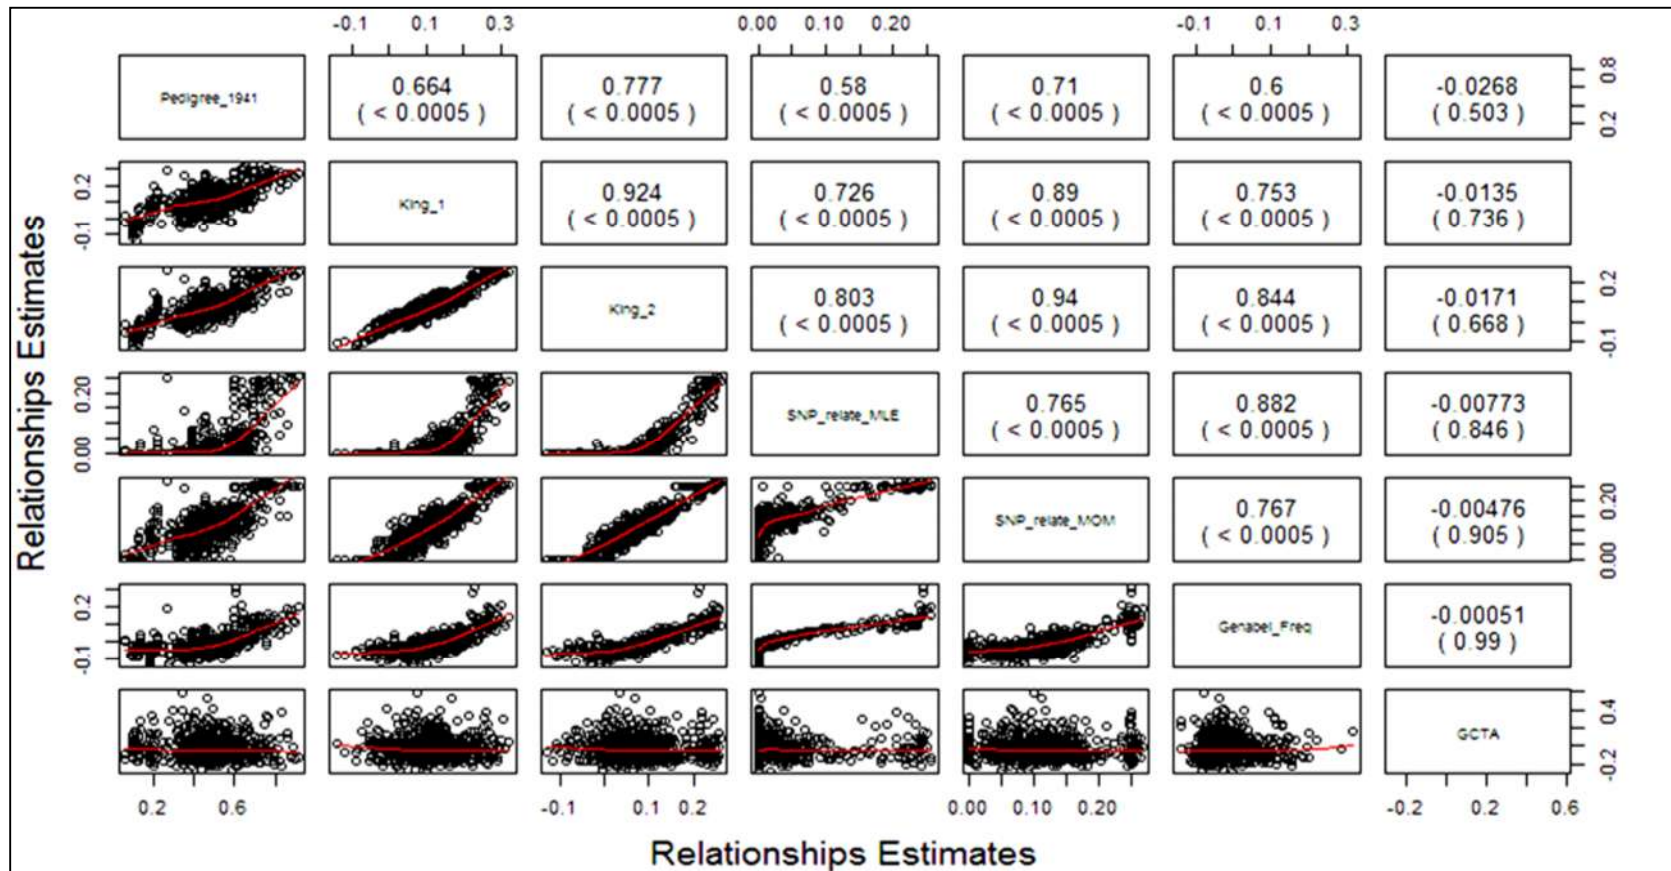 -0.1 0.1 0.3 0.00 0.10 0.20 -0.1 0.1 0.3
Pedigree_1941 0.664 0.777 0.58 0.71 0.6 -0.0268
( < 0.0005 ) ( < 0.0005 ) ( < 0.0005 ) ( < 0.0005 ) ( < 0.0005 ) ( 0.503 )
0.2 0.8
-0.1 0.2
King_1 0.924 0.726 0.89 0.753 -0.0135
( < 0.0005 ) ( < 0.0005 ) ( < 0.0005 ) ( < 0.0005 ) ( 0.736 )
King_2 0.803 0.94 0.844 -0.0171
( < 0.0005 ) ( < 0.0005 ) ( < 0.0005 ) ( 0.668 )
-0.1 0.2
0.00 0.20
SNP_relate_MLE 0.765 0.882 -0.00773
( < 0.0005 ) ( < 0.0005 ) ( 0.846 )
SNP_relate_MOM 0.767 -0.00476
( < 0.0005 ) ( 0.905 )
0.00 0.20
-0.1 0.2
Genabel_Freq -0.00051
( 0.99 )
GCTA
-0.2 0.4
0.2 0.6 -0.1 0.1 0.2 0.00 0.10 0.20 -0.2 0.2 0.6
Relationships Estimates
Relationships Estimates